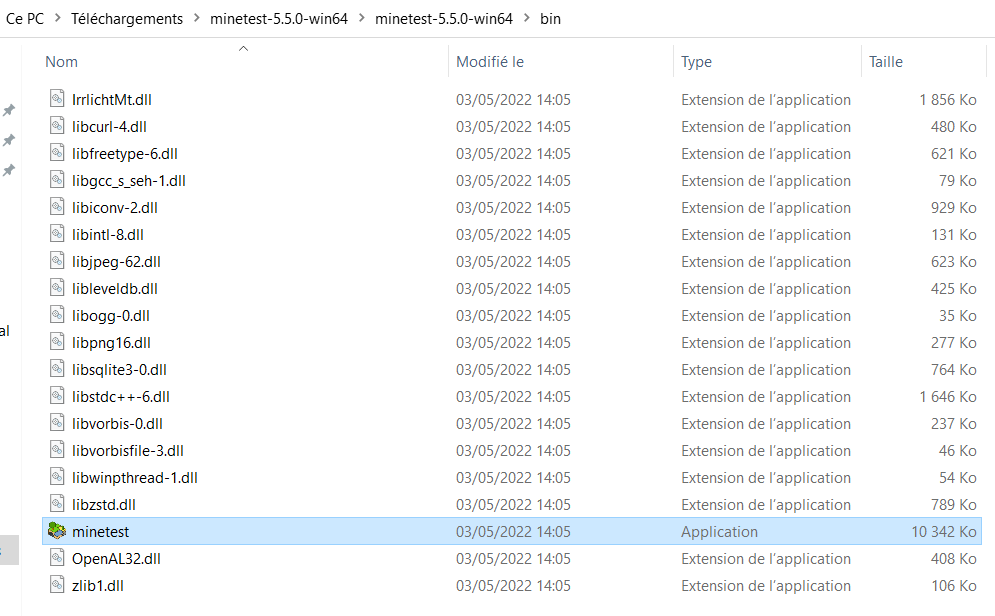 Ce PC > Téléchargements > minetest-5.5.0-win64 > minetest-5.5.0-win64 > bin
Nom Modifié le Type Taille
IrrlichtMt.dll 03/05/2022 14:05 Extension de l'application 1 856 Ko
libcurl-4.dll 03/05/2022 14:05 Extension de l'application 480 Ko
libfreetype-6.dll 03/05/2022 14:05 Extension de l'application 621 Ko
libgcc_s_seh-1.dll 03/05/2022 14:05 Extension de l'application 79 Ko
libiconv-2.dll 03/05/2022 14:05 Extension de l'application 929 Ko
libintl-8.dll 03/05/2022 14:05 Extension de l'application 131 Ko
libjpeg-62.dll 03/05/2022 14:05 Extension de l'application 623 Ko
libleveldb.dll 03/05/2022 14:05 Extension de l'application 425 Ko
libogg-0.dll 03/05/2022 14:05 Extension de l'application 35 Ko
al
libpng16.dll 03/05/2022 14:05 Extension de l'application 277 Ko
libsqlite3-0.dll 03/05/2022 14:05 Extension de l'application 764 Ko
libstdc++-6.dll 03/05/2022 14:05 Extension de l'application 1 646 Ko
libvorbis-0.dll 03/05/2022 14:05 Extension de l'application 237 Ko
libvorbisfile-3.dll 03/05/2022 14:05 Extension de l'application 46 Ko
libwinpthread-1.dll 03/05/2022 14:05 Extension de l'application 54 Ko
libzstd.dll 03/05/2022 14:05 Extension de l'application 789 Ko
minetest 03/05/2022 14:05 Application 10 342 Ko
OpenAL32.dll 03/05/2022 14:05 Extension de l'application 408 Ko
zlib1.dll 03/05/2022 14:05 Extension de l'application 106 Ko